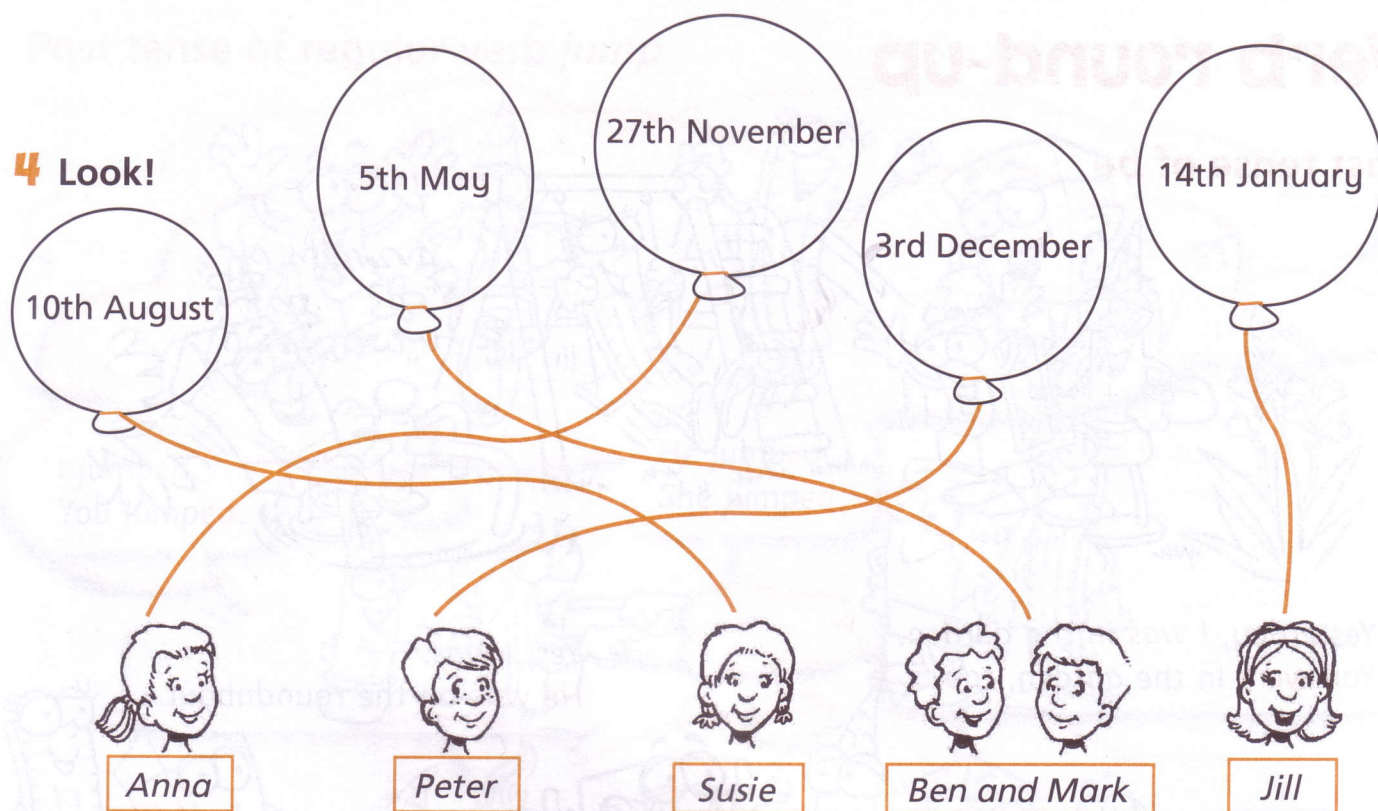 4 Look!
10th August
5th May
27th November
3rd December
14th January
Anna
Peter
Susie
Ben and Mark
Jill